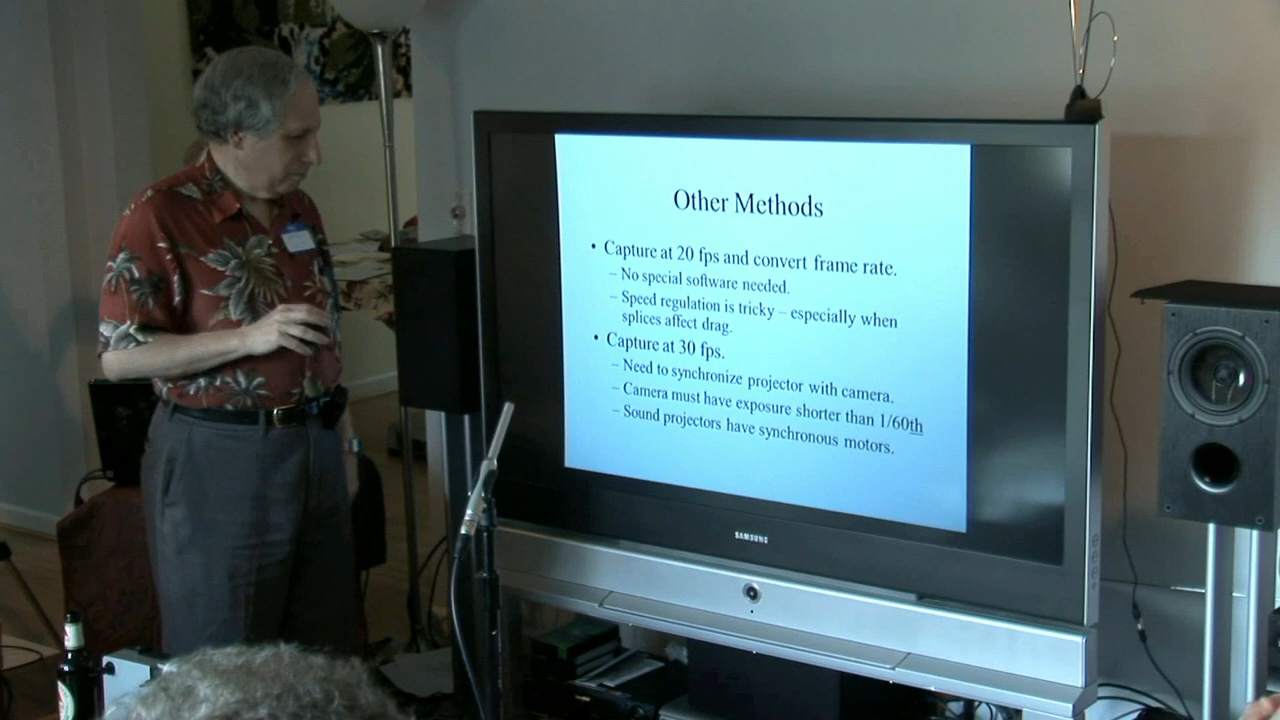 Other Methods
• Capture at 20 fps and convert frame rate.
– No special software needed.
– Speed regulation is tricky – especially when
splices affect drag.
• Capture at 30 fps.
– Need to synchronize projector with camera.
– Camera must have exposure shorter than 1/60th
– Sound projectors have synchronous motors.
SAMSUNG